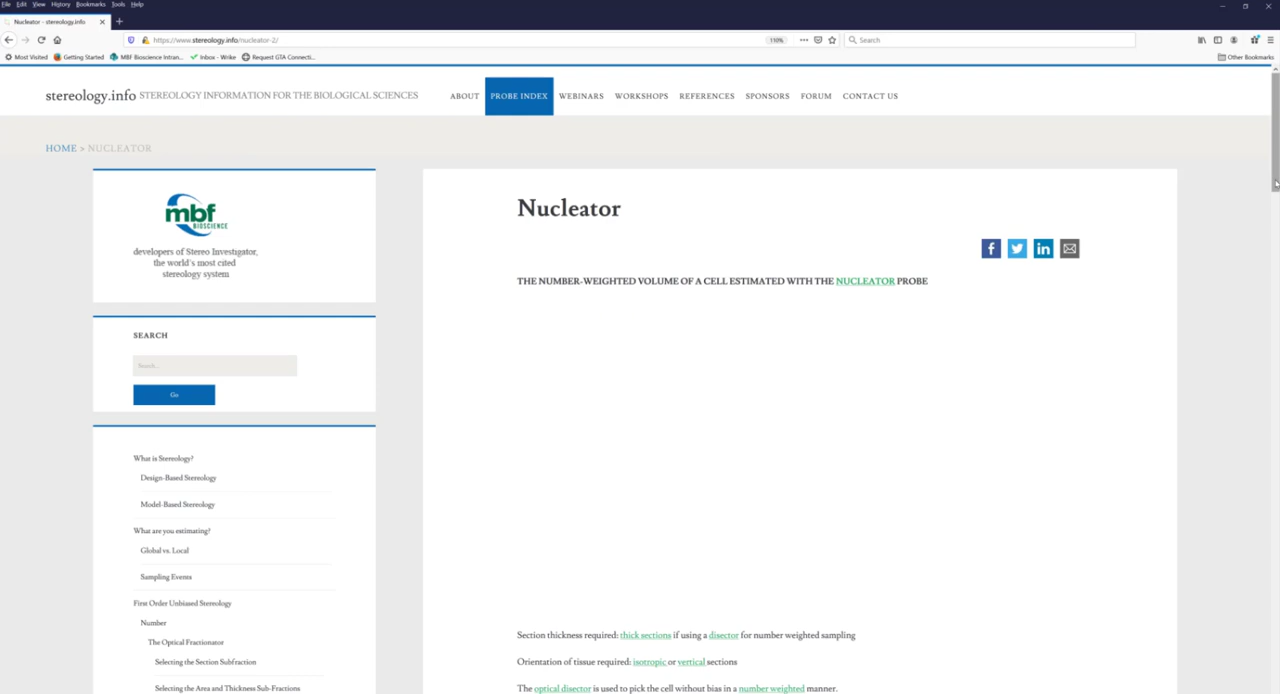 File Edit View History Bookmarks Tools Help
Nucleator - stereology.info
https://www.stereology.info/nucleator-2/
110%
Search
Most Visited Getting Started MBF Bioscience Intran... Inbox - Wrike Request GTA Connecti... Other Bookmarks
stereology.info STEREOLOGY INFORMATION FOR THE BIOLOGICAL SCIENCES
ABOUT PROBE INDEX WEBINARS WORKSHOPS REFERENCES SPONSORS FORUM CONTACT US
HOME > NUCLEATOR
mbf
BIOSCIENCE
developers of Stereo Investigator,
the world's most cited
stereology system
SEARCH
Search...
Go
What is Stereology?
Design-Based Stereology
Model-Based Stereology
What are you estimating?
Global vs. Local
Sampling Events
First Order Unbiased Stereology
Number
The Optical Fractionator
Selecting the Section Subfraction
Selecting the Area and Thickness Sub-Fractions
Nucleator
THE NUMBER-WEIGHTED VOLUME OF A CELL ESTIMATED WITH THE NUCLEATOR PROBE
Section thickness required: thick sections if using a disector for number weighted sampling
Orientation of tissue required: isotropic or vertical sections
The optical disector is used to pick the cell without bias in a number weighted manner.